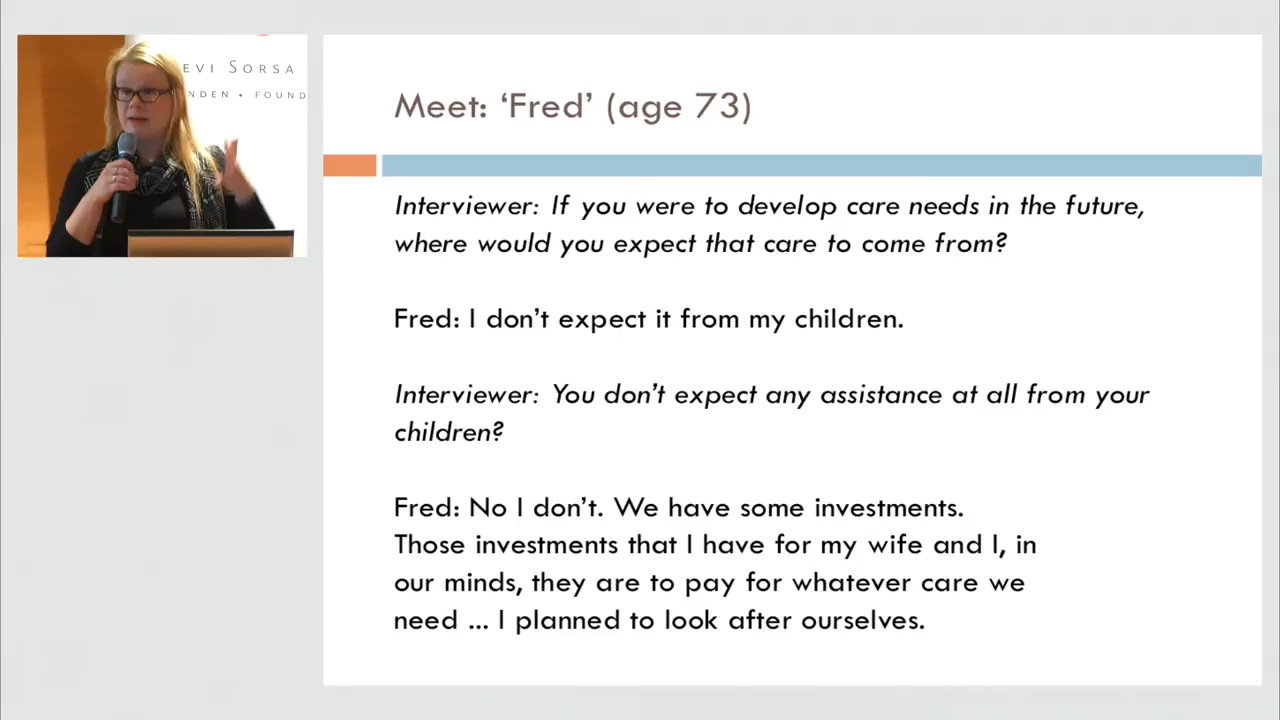 EVI SORSA
NDEN • FOUND
Meet: ‘Fred’ (age 73)
Interviewer: If you were to develop care needs in the future,
where would you expect that care to come from?
Fred: I don’t expect it from my children.
Interviewer: You don’t expect any assistance at all from your
children?
Fred: No I don’t. We have some investments.
Those investments that I have for my wife and I, in
our minds, they are to pay for whatever care we
need ... I planned to look after ourselves.